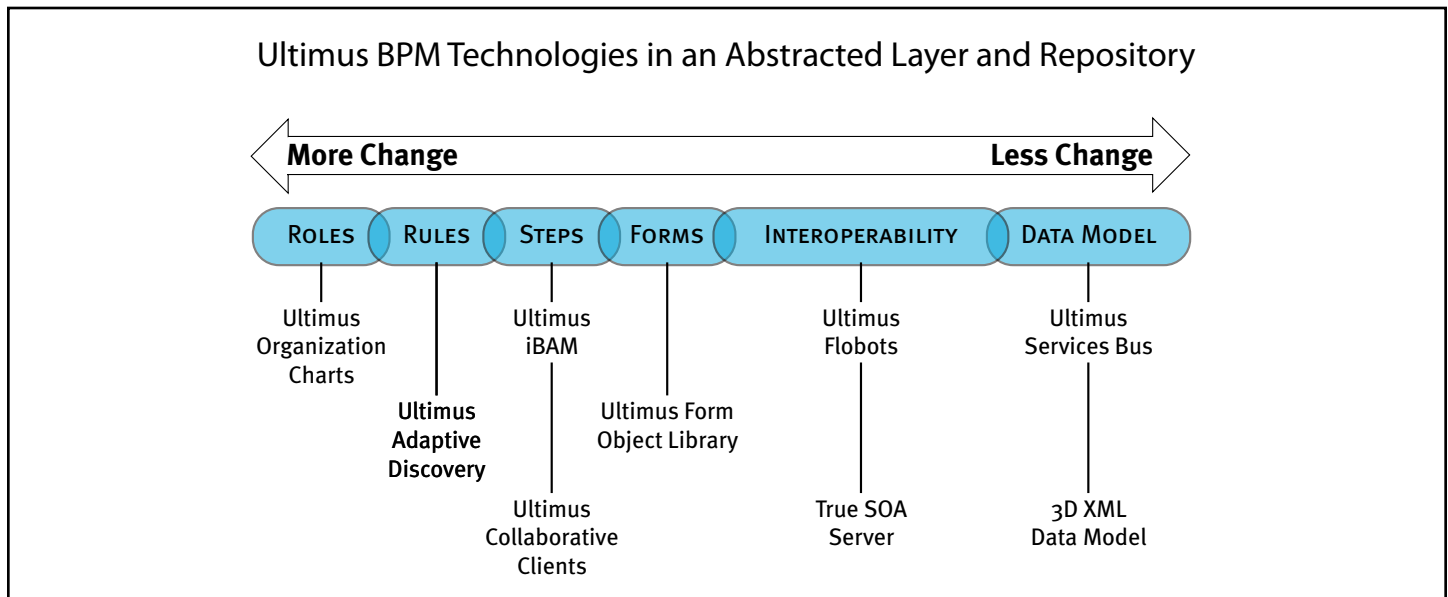 Ultimus BPM Technologies in an Abstracted Layer and Repository
More Change
Less Change
ROLES
RULES
STEPS
FORMS
INTEROPERABILITY
DATA MODEL
Ultimus
Organization
Charts
Ultimus
Adaptive
Discovery
Ultimus
iBAM
Ultimus
Collaborative
Clients
Ultimus Form
Object Library
Ultimus
Flobots
True SOA
Server
Ultimus
Services Bus
3D XML
Data Model